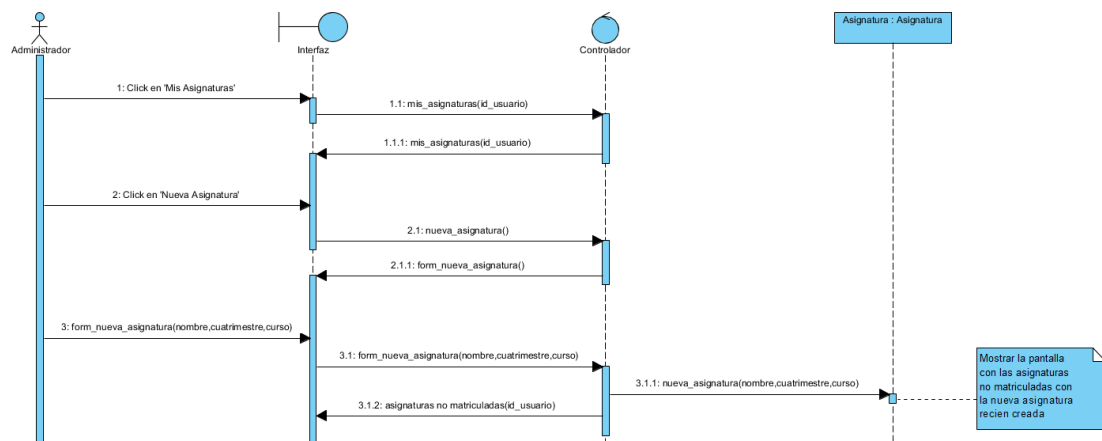 Asignatura : Asignatura
Administrador
Interfaz
Controlador
1: Click en 'Mis Asignaturas'
1.1: mis_asignaturas(id_usuario)
1.1.1: mis_asignaturas(id_usuario)
2: Click en 'Nueva Asignatura'
2.1: nueva_asignatura()
2.1.1: form_nueva_asignatura()
3: form_nueva_asignatura(nombre,cuatrimestre,curso)
3.1: form_nueva_asignatura(nombre,cuatrimestre,curso)
3.1.1: nueva_asignatura(nombre,cuatrimestre,curso)
3.1.2: asignaturas no matriculadas(id_usuario)
Mostrar la pantalla
con las asignaturas
no matriculadas con
la nueva asignatura
recien creada